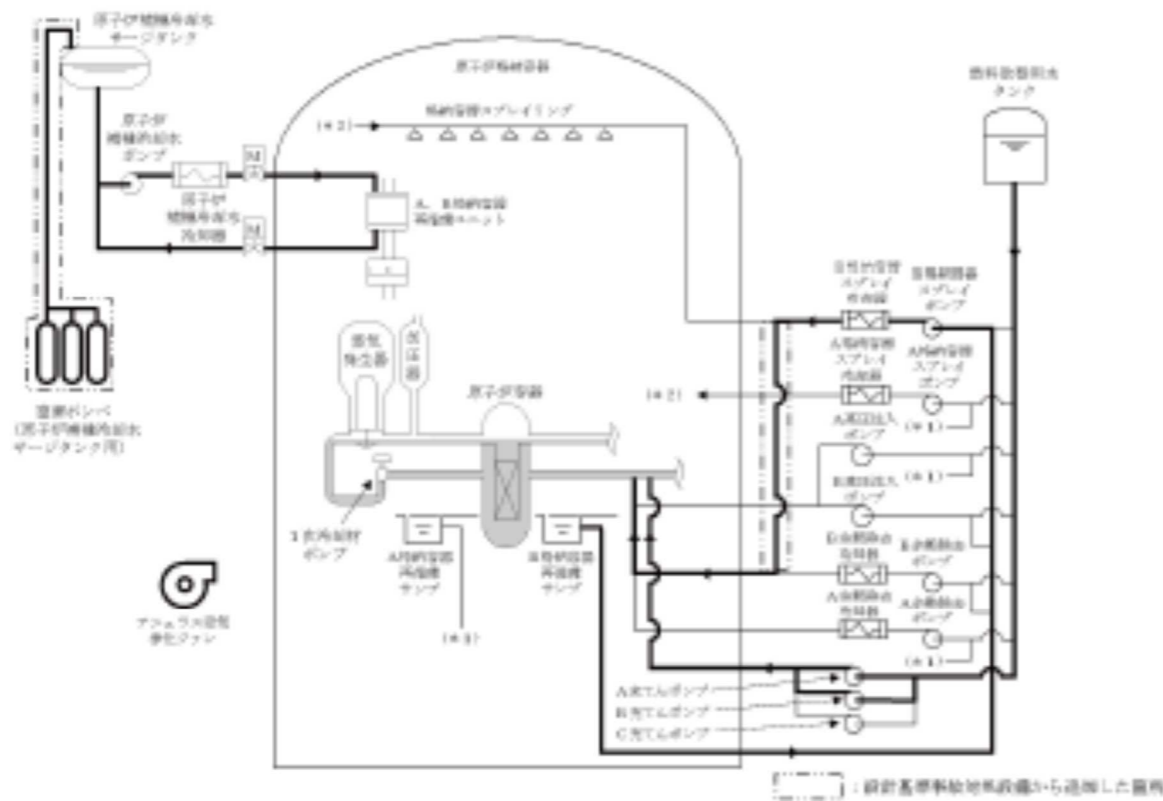 原子炉補機冷却水
サージタンク
原子炉格納容器
燃料取替用水
タンク
格納容器スプレイリング
(*2)
原子炉
補機冷却水
ポンプ
M
原子炉
補機冷却水
冷却器
M
A、B格納容器
再循環ユニット
B格納容器
スプレイ
冷却器
B格納容器
スプレイ
ポンプ
A格納容器
スプレイ
冷却器
A格納容器
スプレイ
ポンプ
蒸気
発生器
加圧器
原子炉容器
(*2)
(*1)
窒素ボンベ
(原子炉補機冷却水
サージタンク用)
A高圧注入
ポンプ
(*1)
B高圧注入
ポンプ
1次冷却材
ポンプ
A格納容器
再循環
サンプ
B格納容器
再循環
サンプ
B余熱除去
冷却器
B余熱除去
ポンプ
A余熱除去
冷却器
A余熱除去
ポンプ
アニュラス空気
浄化ファン
(*1)
A充てんポンプ
B充てんポンプ
C充てんポンプ
:設計基準事故対処設備から追加した箇所